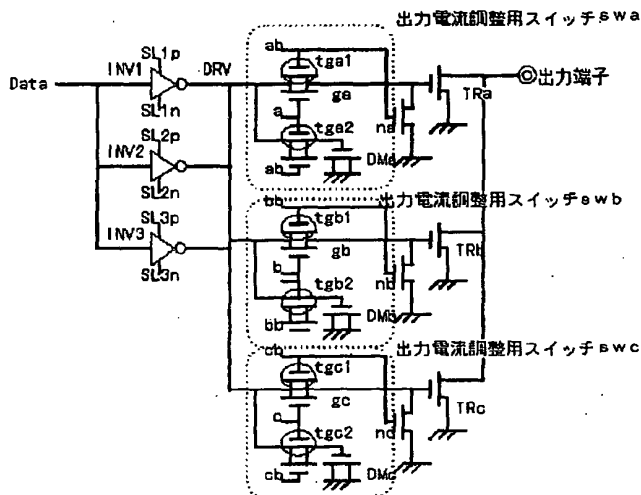 出力電流調整用スイッチswa
SL1p
ab
tga1
Data
INV1
DRV
ga
TRa
◎出力端子
SL1n
a
na
SL2p
tga2
INV2
DMa
SL2n
ab
出力電流調整用スイッチswb
bb
SL3p
tgb1
INV3
gb
TRb
SL3n
b
nb
tgb2
DMb
bb
出力電流調整用スイッチswc
cb
tgc1
gc
TRc
c
nc
tgc2
DMc
cb